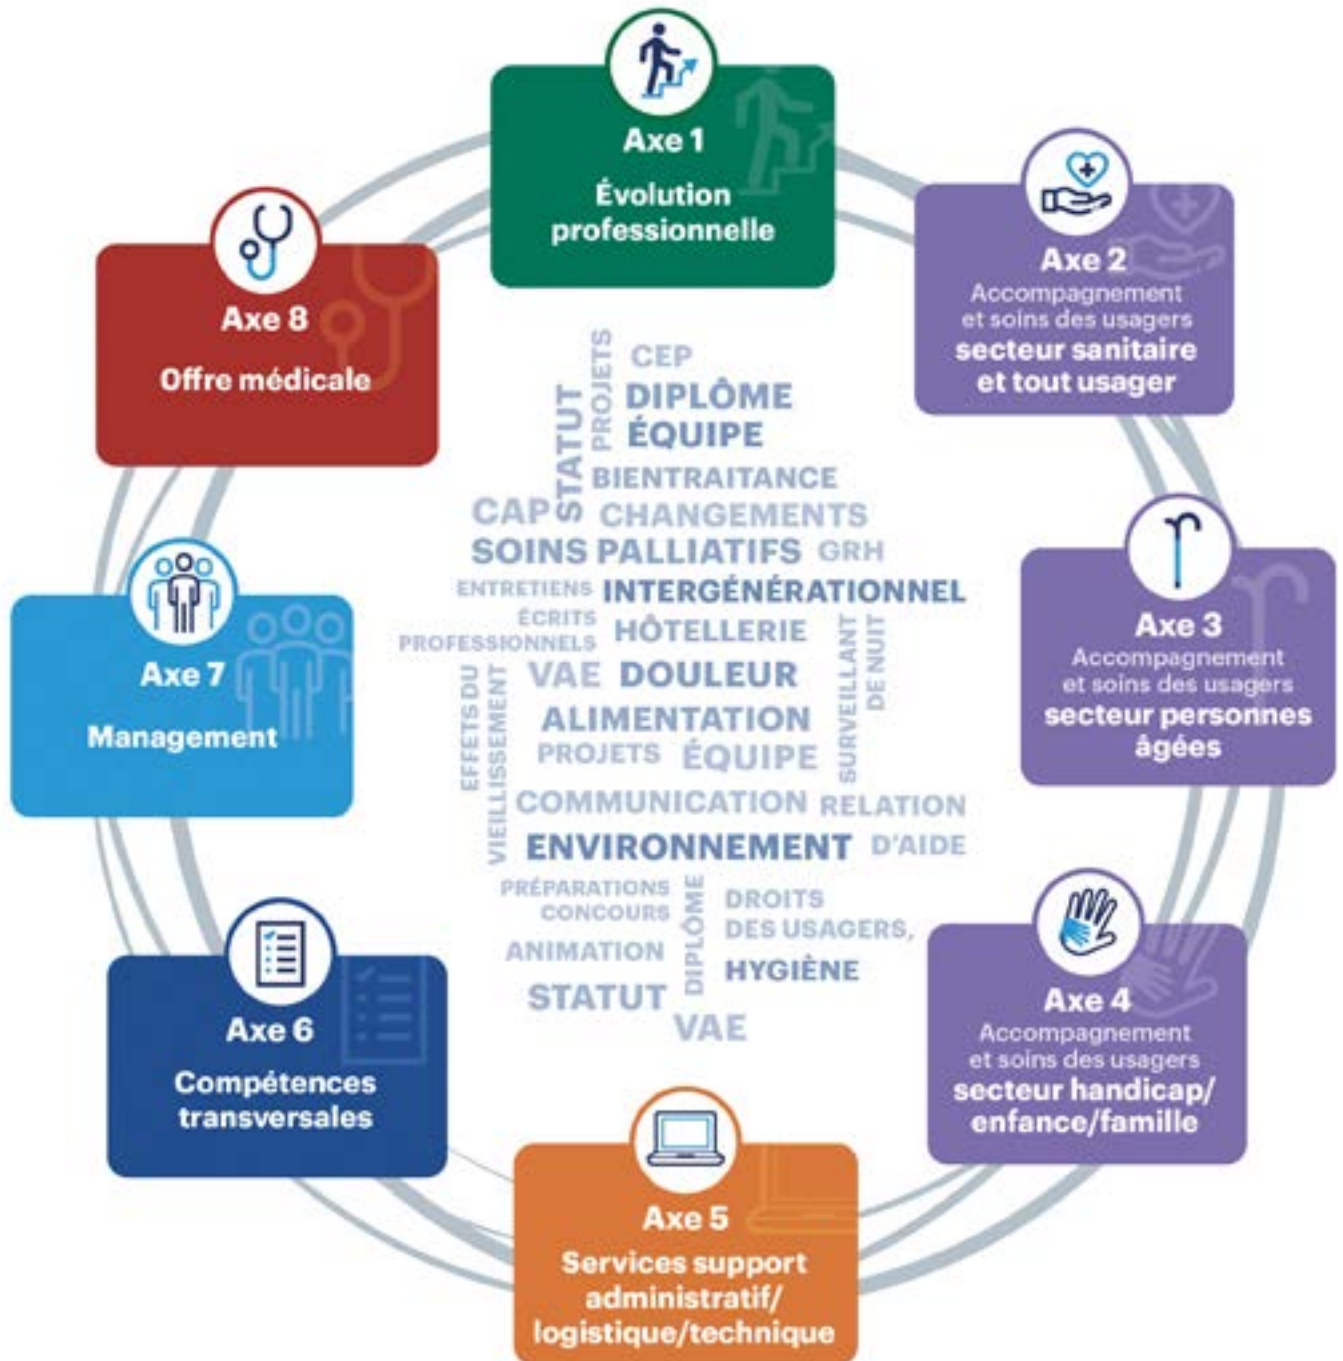 Axe 1
Évolution
professionnelle
Axe 2
Accompagnement
et soins des usagers
secteur sanitaire
et tout usager
Axe 3
Accompagnement
et soins des usagers
secteur personnes
âgées
Axe 4
Accompagnement
et soins des usagers
secteur handicap/
enfance/famille
Axe 5
Services support
administratif/
logistique/technique
Axe 6
Compétences
transversales
Axe 7
Management
Axe 8
Offre médicale
STATUT
PROJETS
CEP
DIPLÔME
ÉQUIPE
BIENTRAITANCE
CAP
CHANGEMENTS
SOINS PALLIATIFS
GRH
ENTRETIENS
INTERGÉNÉRATIONNEL
ÉCRITS
PROFESSIONNELS
HÔTELLERIE
SURVEILLANT
DE NUIT
EFFETS DU
VIEILLISSEMENT
VAE
DOULEUR
ALIMENTATION
PROJETS
ÉQUIPE
COMMUNICATION
RELATION
D'AIDE
ENVIRONNEMENT
PRÉPARATIONS
CONCOURS
DIPLÔME
DROITS
DES USAGERS,
ANIMATION
HYGIÈNE
STATUT
VAE